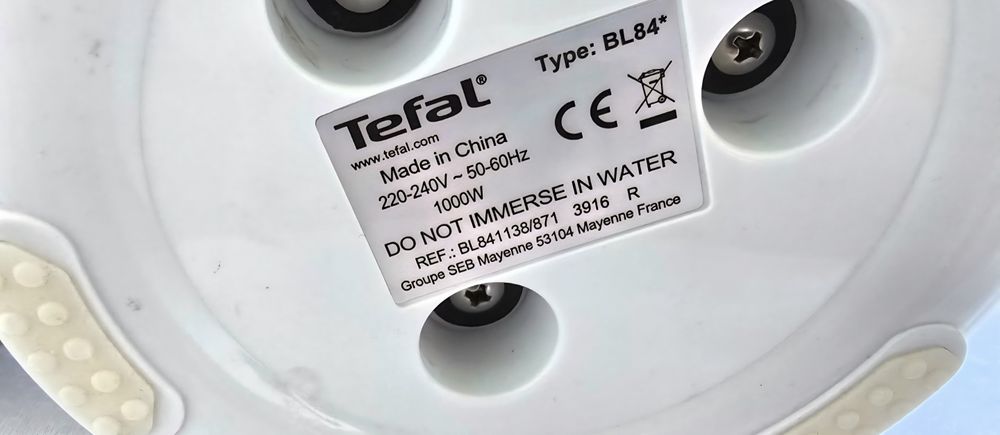 Tefal®
Type: BL84*
www.tefal.com
Made in China
CE
220-240V ~ 50-60Hz
1000W
DO NOT IMMERSE IN WATER
REF.: BL841138/871 3916 R
Groupe SEB Mayenne 53104 Mayenne France